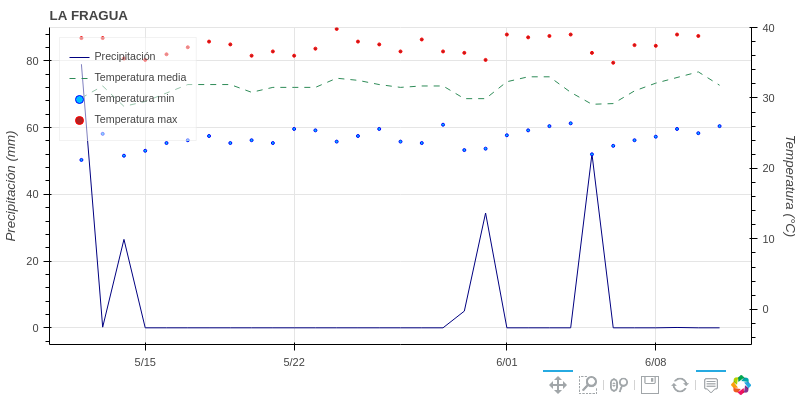 LA FRAGUA
Precipitación
Temperatura media
Temperatura min
Temperatura max
Precipitación (mm)
80
60
40
20
0
Temperatura (°C)
40
30
20
10
0
5/15
5/22
6/01
6/08